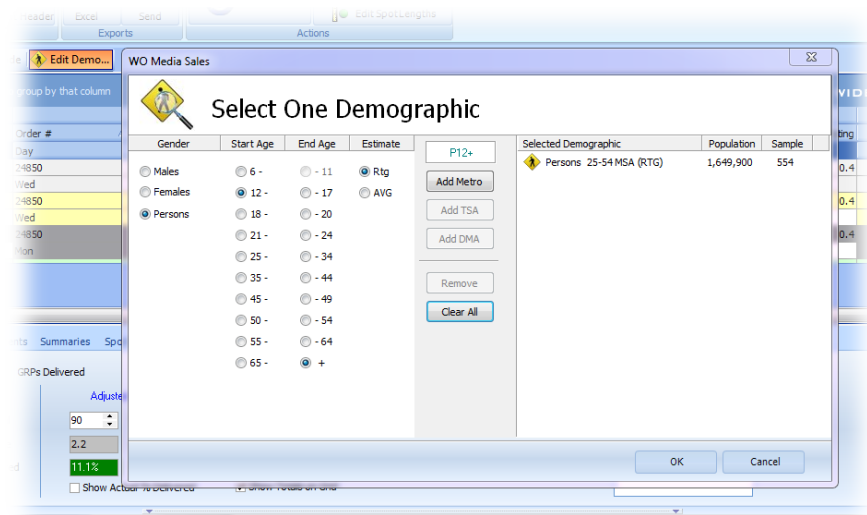 Excel
Send
Edit Spot Lengths
Exports
Actions
Edit Demo...
WO Media Sales
group by that column
Select One Demographic
Order #
Day
24850
Wed
24850
Wed
24850
Mon
Gender
Start Age
End Age
Estimate
Males
Females
Persons
6 -
12 -
18 -
21 -
25 -
35 -
45 -
50 -
55 -
65 -
- 11
- 17
- 20
- 24
- 34
- 44
- 49
- 54
- 64
+
Rtg
AVG
P12+
Add Metro
Add TSA
Add DMA
Remove
Clear All
Selected Demographic
Population
Sample
Persons 25-54 MSA (RTG)
1,649,900
554
0.4
0.4
0.4
Summaries
GRPs Delivered
90
2.2
11.1%
OK
Cancel
Show Actual % Delivered
Show Totals on Grid